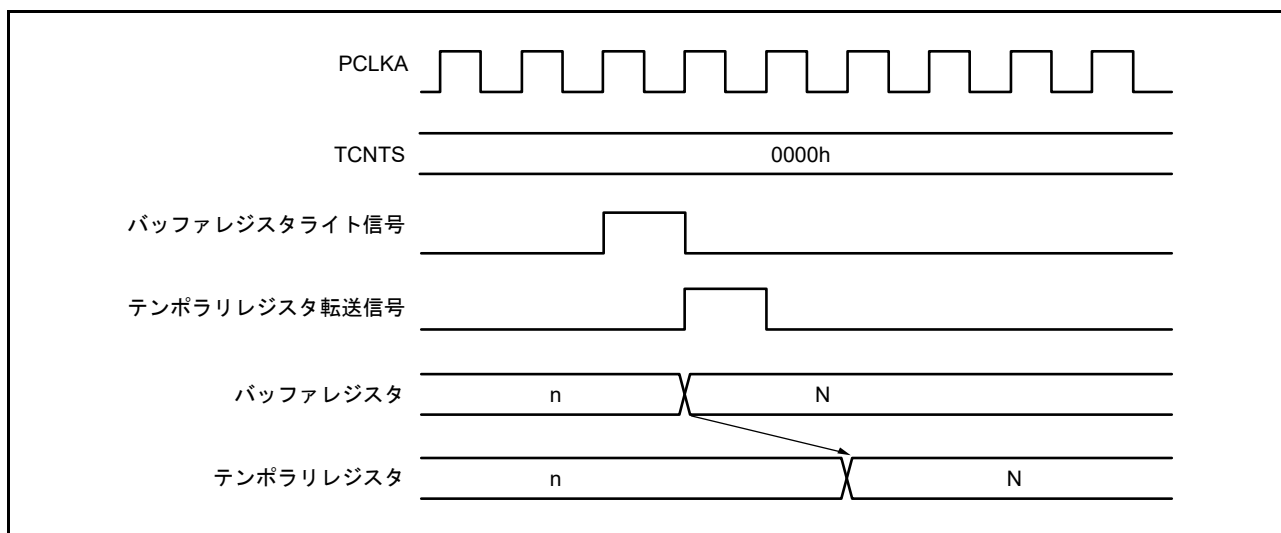 PCLKA
TCNTS
0000h
バッファレジスタライト信号
テンポラリレジスタ転送信号
バッファレジスタ
n
N
テンポラリレジスタ
n
N